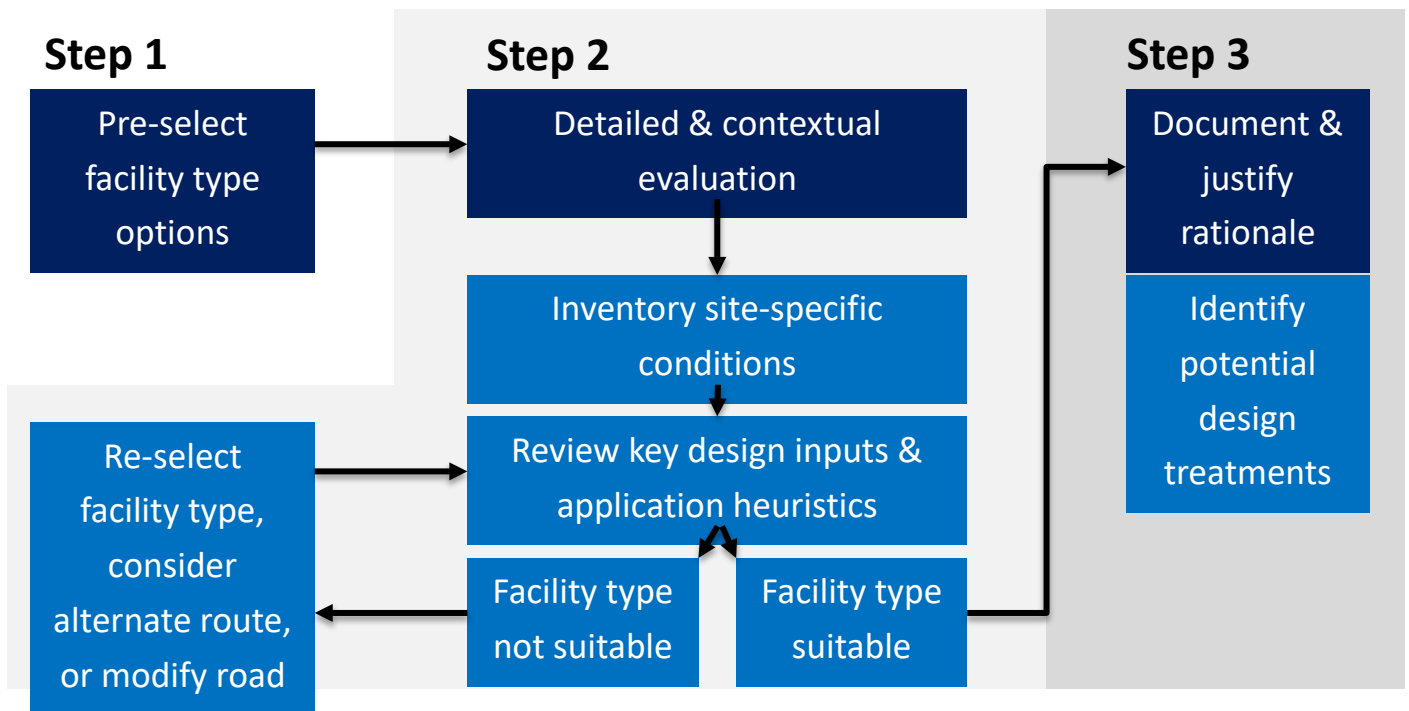 Step 1
Pre-select
facility type
options
Step 2
Detailed & contextual
evaluation
Inventory site-specific
conditions
Review key design inputs &
application heuristics
Facility type
not suitable
Facility type
suitable
Re-select
facility type,
consider
alternate route,
or modify road
Step 3
Document &
justify
rationale
Identify
potential
design
treatments